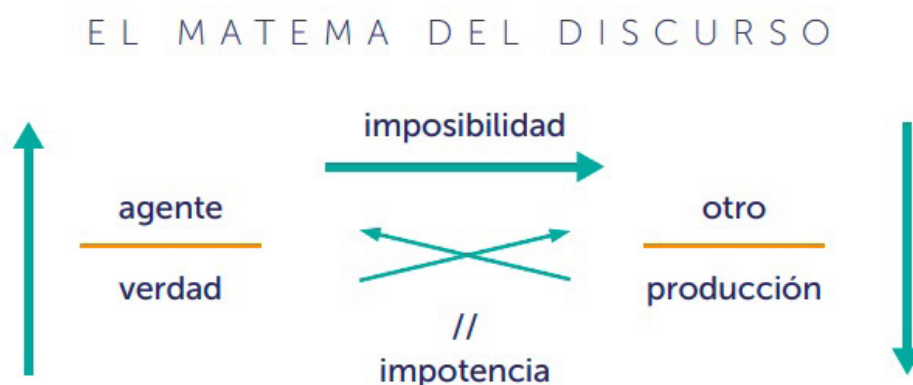 EL MATEMA DEL DISCURSO
imposibilidad
agente
otro
verdad
producción
//
impotencia